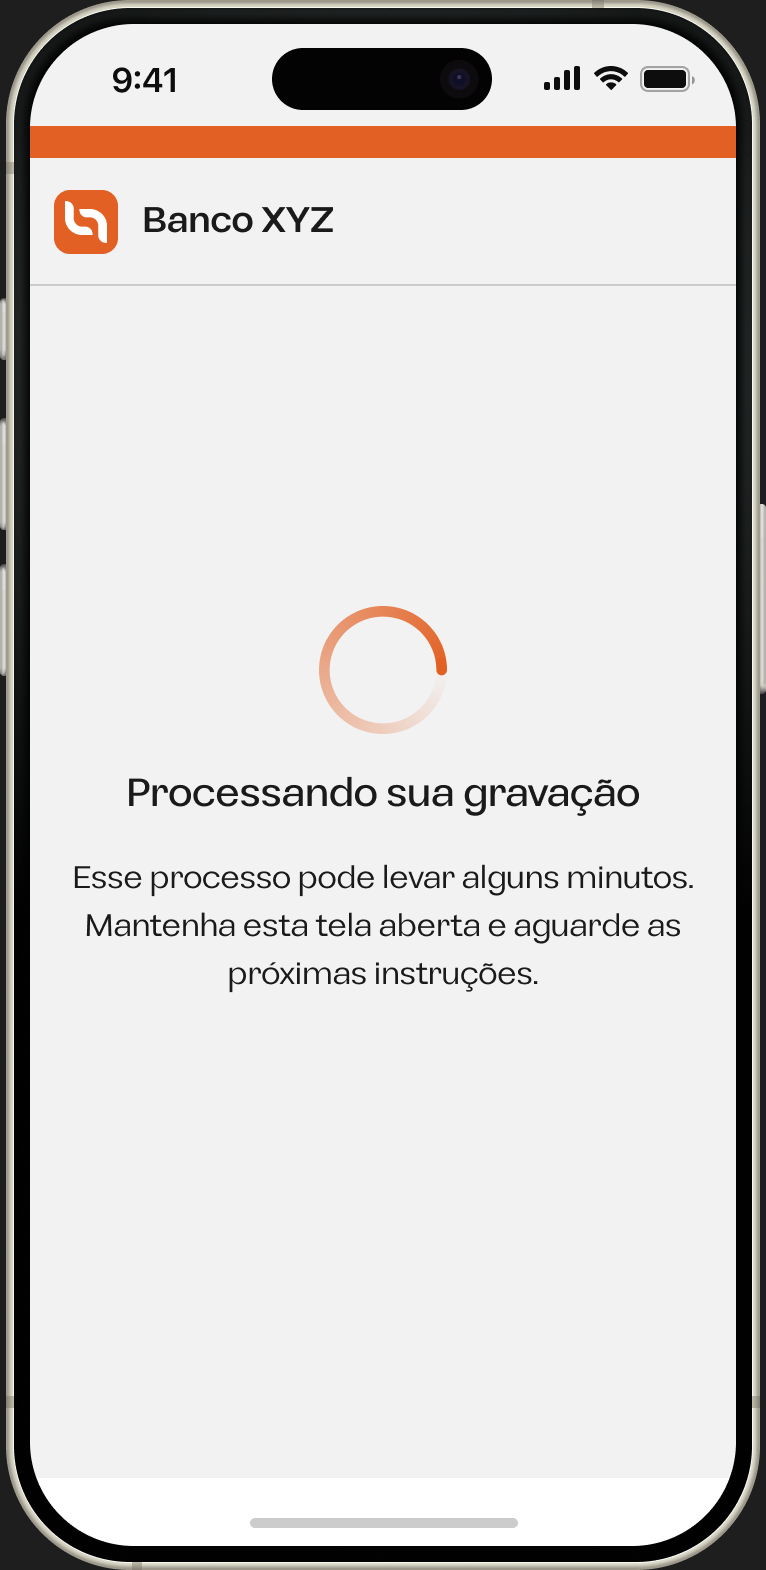 9:41
Banco XYZ
Processando sua gravação
Esse processo pode levar alguns minutos.
Mantenha esta tela aberta e aguarde as
próximas instruções.